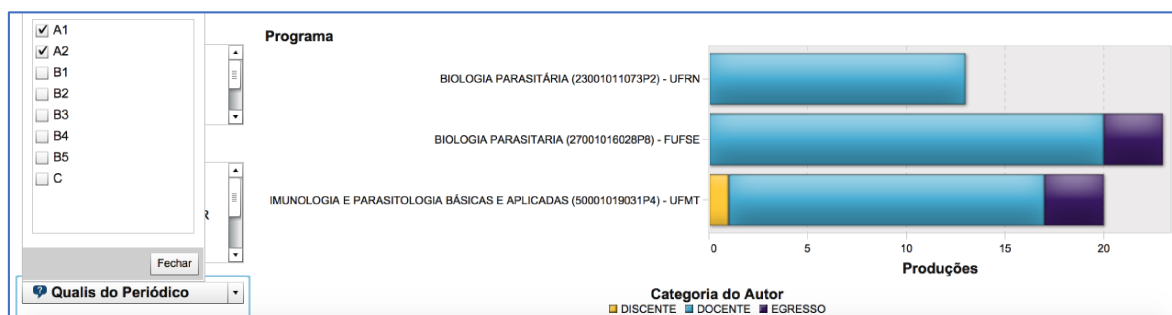 A1
A2
B1
B2
B3
B4
B5
C
R
Fechar
Qualis do Periódico
Programa
BIOLOGIA PARASITÁRIA (23001011073P2) - UFRN
BIOLOGIA PARASITARIA (27001016028P8) - FUFSE
IMUNOLOGIA E PARASITOLOGIA BÁSICAS E APLICADAS (50001019031P4) - UFMT
0 5 10 15 20
Produções
Categoria do Autor
DISCENTE DOCENTE EGRESSO